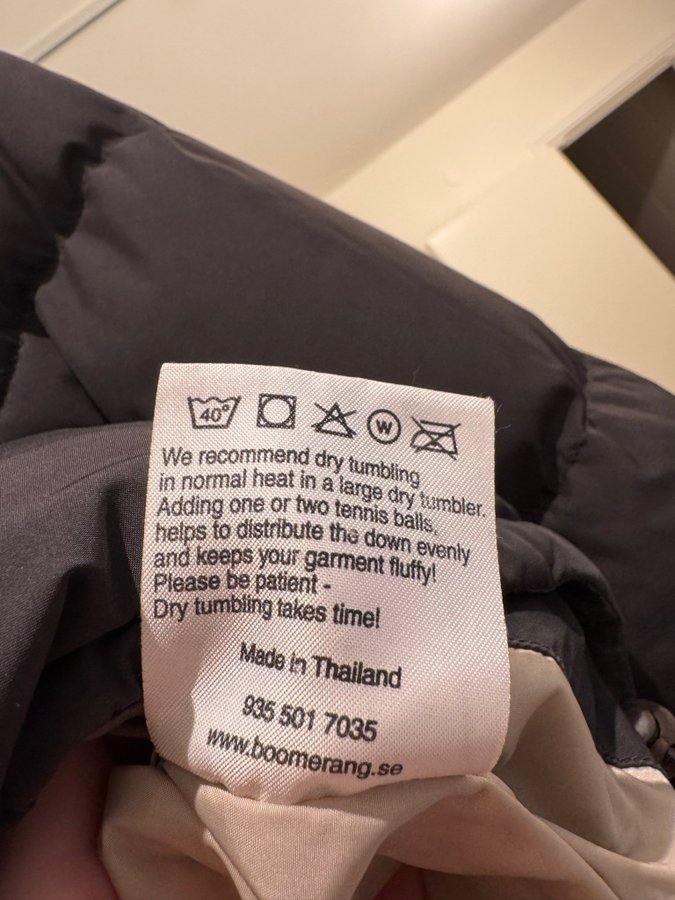 40°
W
We recommend dry tumbling
in normal heat in a large dry tumbler.
Adding one or two tennis balls,
helps to distribute the down evenly
and keeps your garment fluffy!
Please be patient -
Dry tumbling takes time!
Made in Thailand
935 501 7035
www.boomerang.se